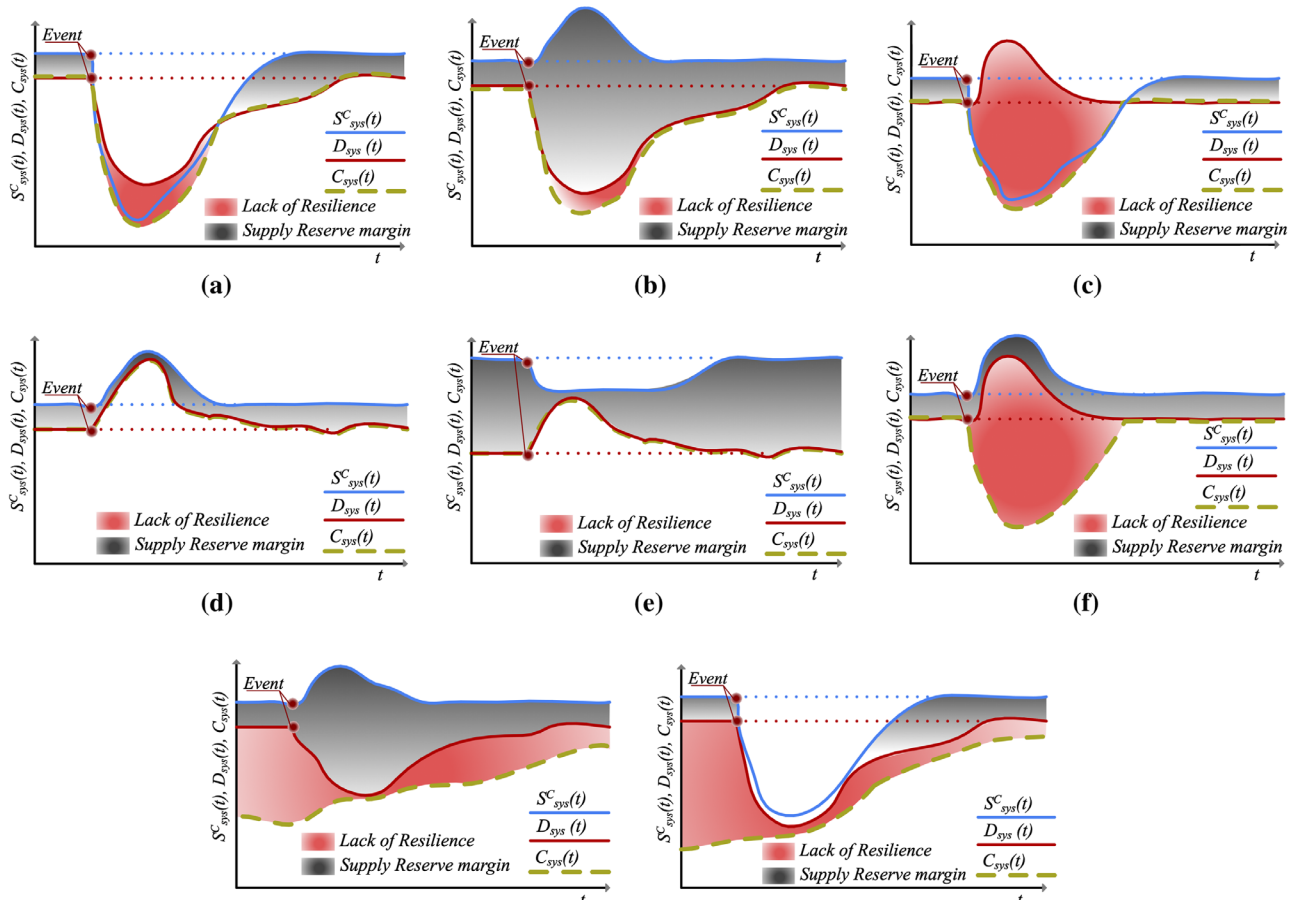 Event
S^C_sys(t), D_sys(t), C_sys(t)
S^C_sys(t)
D_sys (t)
C_sys(t)
Lack of Resilience
Supply Reserve margin
t
(a)
Event
S^C_sys(t), D_sys(t), C_sys(t)
S^C_sys(t)
D_sys (t)
C_sys(t)
Lack of Resilience
Supply Reserve margin
t
(b)
Event
S^C_sys(t), D_sys(t), C_sys(t)
S^C_sys(t)
D_sys (t)
C_sys(t)
Lack of Resilience
Supply Reserve margin
t
(c)
Event
S^C_sys(t), D_sys(t), C_sys(t)
S^C_sys(t)
D_sys (t)
C_sys(t)
Lack of Resilience
Supply Reserve margin
t
(d)
Event
S^C_sys(t), D_sys(t), C_sys(t)
S^C_sys(t)
D_sys (t)
C_sys(t)
Lack of Resilience
Supply Reserve margin
t
(e)
Event
S^C_sys(t), D_sys(t), C_sys(t)
S^C_sys(t)
D_sys (t)
C_sys(t)
Lack of Resilience
Supply Reserve margin
t
(f)
Event
S^C_sys(t), D_sys(t), C_sys(t)
S^C_sys(t)
D_sys (t)
C_sys(t)
Lack of Resilience
Supply Reserve margin
Event
S^C_sys(t), D_sys(t), C_sys(t)
S^C_sys(t)
D_sys (t)
C_sys(t)
Lack of Resilience
Supply Reserve margin